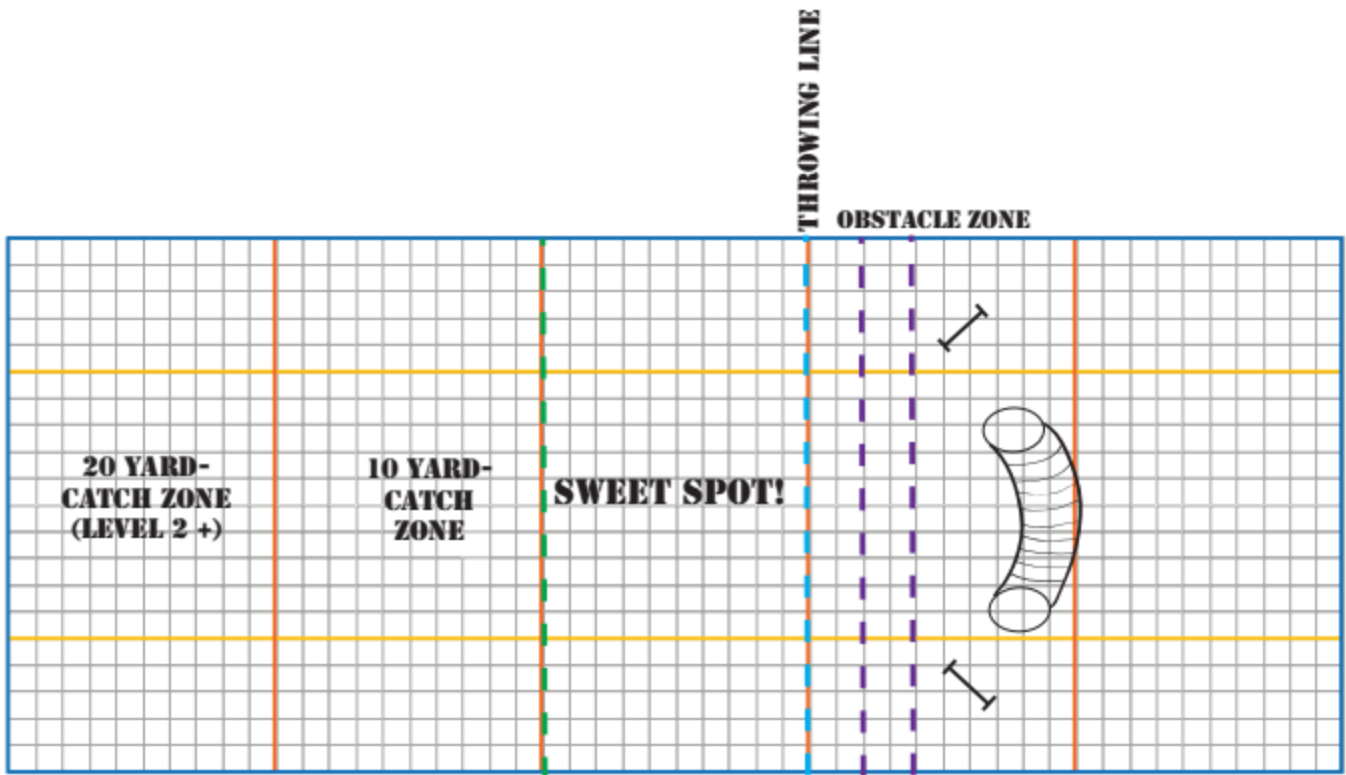 THROWING LINE
OBSTACLE ZONE
20 YARD-
CATCH ZONE
(LEVEL 2 +)
10 YARD-
CATCH
ZONE
SWEET SPOT!